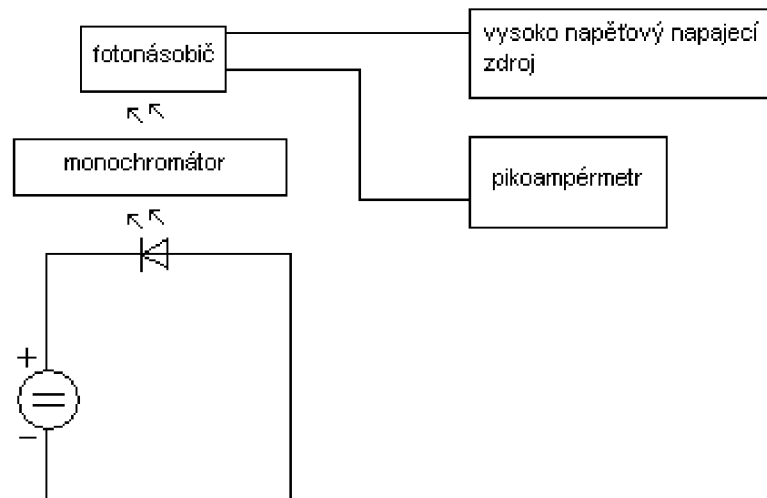 fotonásobič
vysoko napěťový napajecí
zdroj
monochromátor
pikoampérmetr
+
−